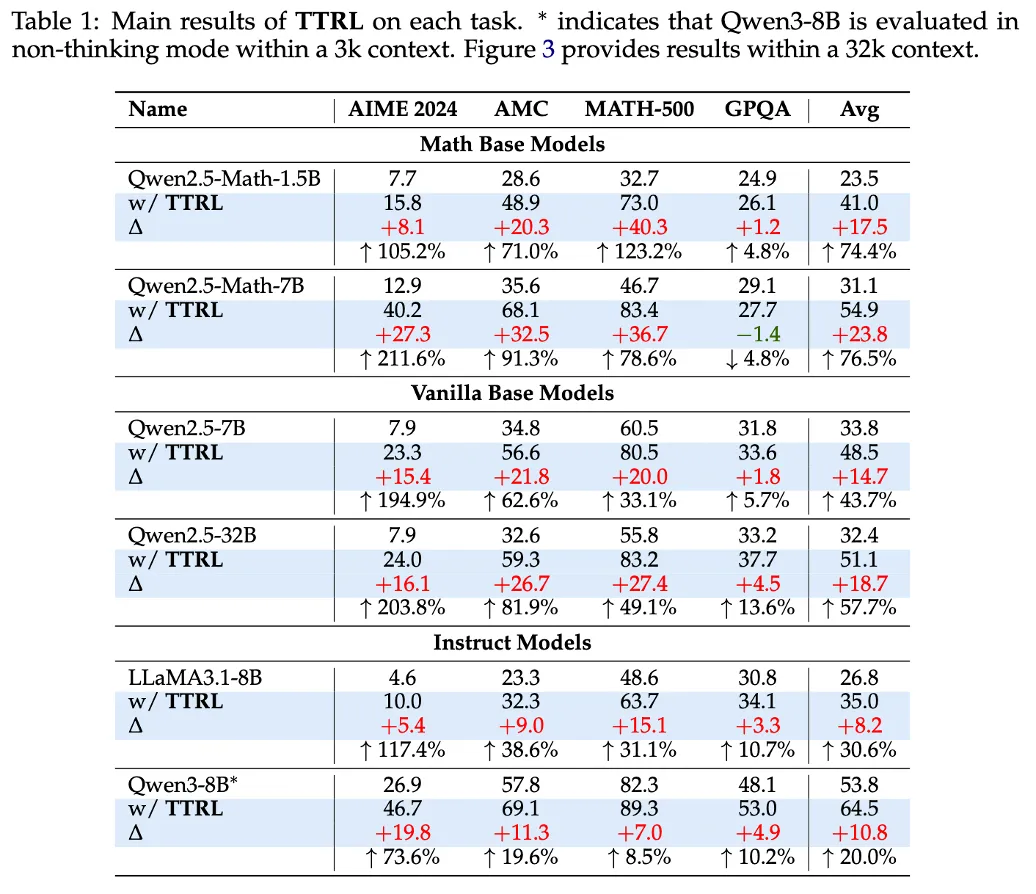 Table 1: Main results of TTRL on each task. * indicates that Qwen3-8B is evaluated in
non-thinking mode within a 3k context. Figure 3 provides results within a 32k context.
Name AIME 2024 AMC MATH-500 GPQA Avg
Math Base Models
Qwen2.5-Math-1.5B 7.7 28.6 32.7 24.9 23.5
w/ TTRL 15.8 48.9 73.0 26.1 41.0
Δ +8.1 +20.3 +40.3 +1.2 +17.5
↑ 105.2% ↑ 71.0% ↑ 123.2% ↑ 4.8% ↑ 74.4%
Qwen2.5-Math-7B 12.9 35.6 46.7 29.1 31.1
w/ TTRL 40.2 68.1 83.4 27.7 54.9
Δ +27.3 +32.5 +36.7 −1.4 +23.8
↑ 211.6% ↑ 91.3% ↑ 78.6% ↓ 4.8% ↑ 76.5%
Vanilla Base Models
Qwen2.5-7B 7.9 34.8 60.5 31.8 33.8
w/ TTRL 23.3 56.6 80.5 33.6 48.5
Δ +15.4 +21.8 +20.0 +1.8 +14.7
↑ 194.9% ↑ 62.6% ↑ 33.1% ↑ 5.7% ↑ 43.7%
Qwen2.5-32B 7.9 32.6 55.8 33.2 32.4
w/ TTRL 24.0 59.3 83.2 37.7 51.1
Δ +16.1 +26.7 +27.4 +4.5 +18.7
↑ 203.8% ↑ 81.9% ↑ 49.1% ↑ 13.6% ↑ 57.7%
Instruct Models
LLaMA3.1-8B 4.6 23.3 48.6 30.8 26.8
w/ TTRL 10.0 32.3 63.7 34.1 35.0
Δ +5.4 +9.0 +15.1 +3.3 +8.2
↑ 117.4% ↑ 38.6% ↑ 31.1% ↑ 10.7% ↑ 30.6%
Qwen3-8B* 26.9 57.8 82.3 48.1 53.8
w/ TTRL 46.7 69.1 89.3 53.0 64.5
Δ +19.8 +11.3 +7.0 +4.9 +10.8
↑ 73.6% ↑ 19.6% ↑ 8.5% ↑ 10.2% ↑ 20.0%